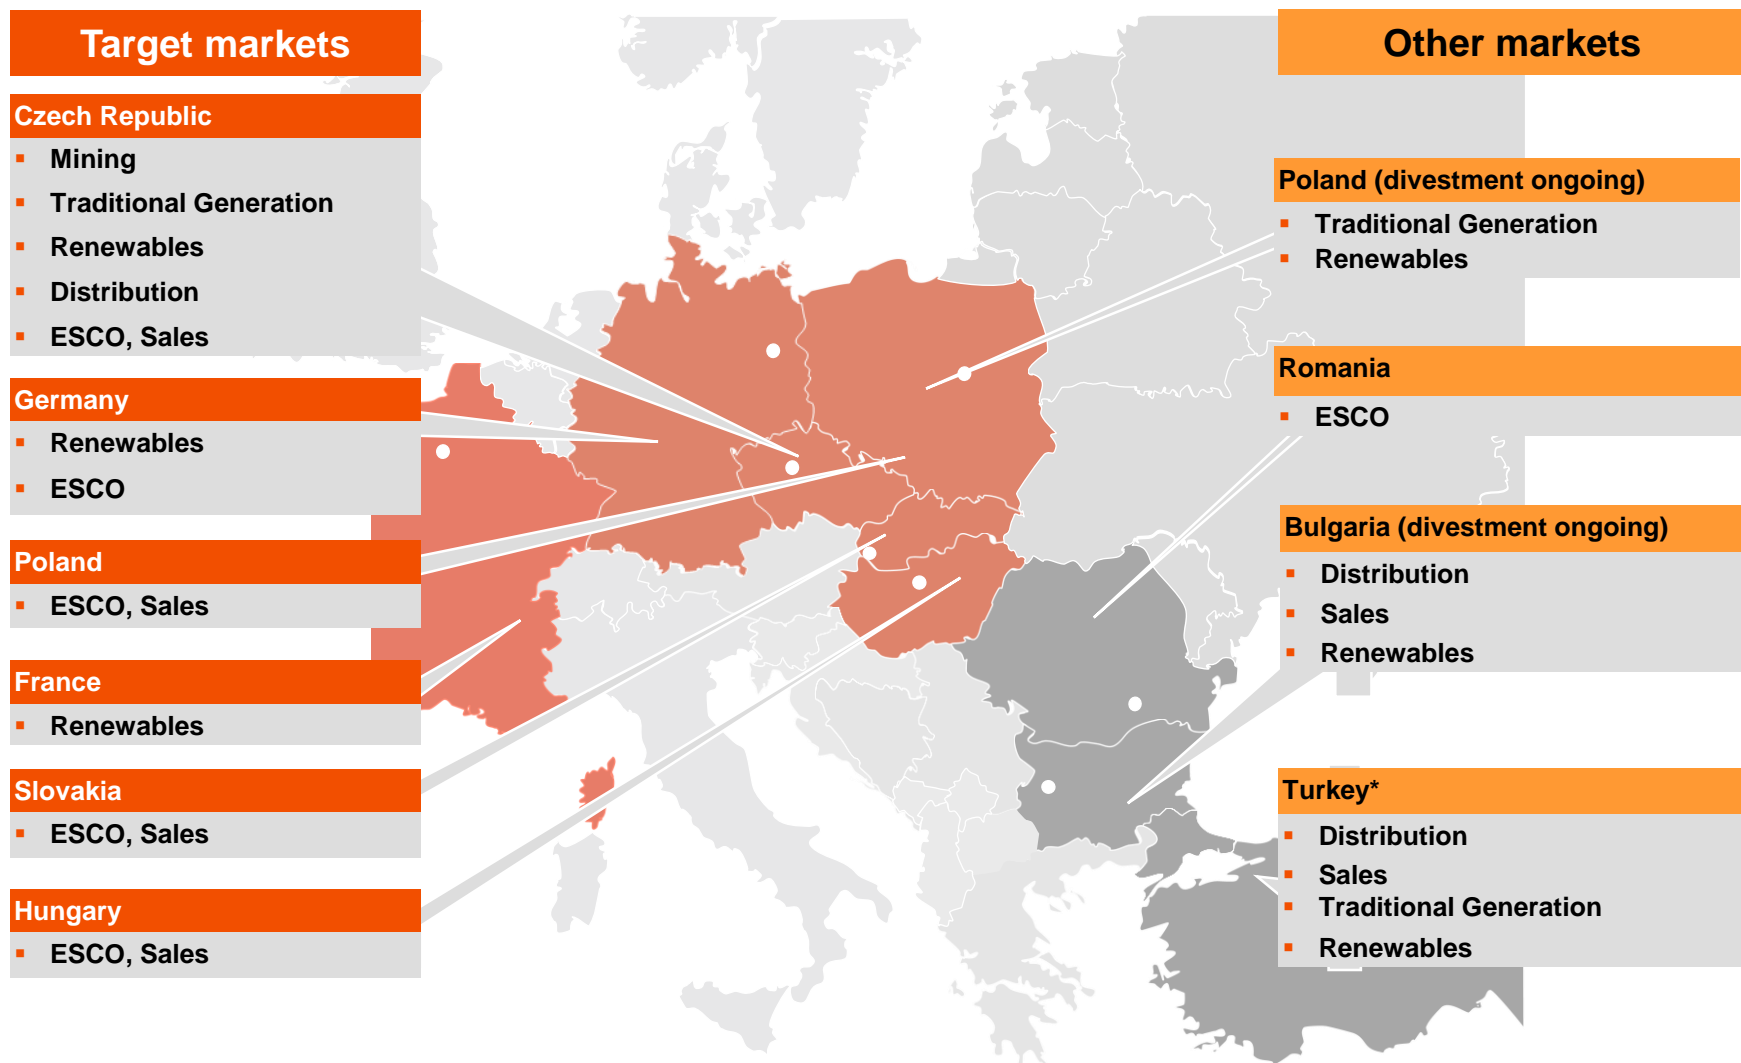 Target markets
Czech Republic
Mining
Traditional Generation
Renewables
Distribution
ESCO, Sales
Germany
Renewables
ESCO
Poland
ESCO, Sales
France
Renewables
Slovakia
ESCO, Sales
Hungary
ESCO, Sales
Other markets
Poland (divestment ongoing)
Traditional Generation
Renewables
Romania
ESCO
Bulgaria (divestment ongoing)
Distribution
Sales
Renewables
Turkey*
Distribution
Sales
Traditional Generation
Renewables